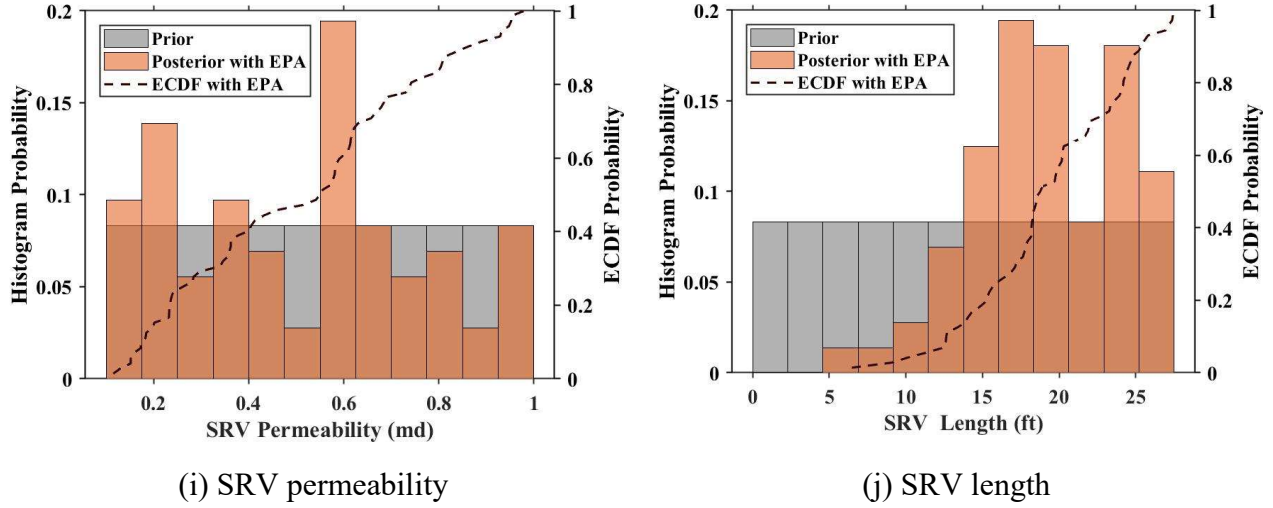 0.2
0.15
0.1
0.05
0
Histogram Probability
Prior
Posterior with EPA
ECDF with EPA
1
0.8
0.6
0.4
0.2
0
ECDF Probability
0.2 0.4 0.6 0.8 1
SRV Permeability (md)
(i) SRV permeability
0.2
0.15
0.1
0.05
0
Histogram Probability
Prior
Posterior with EPA
ECDF with EPA
1
0.8
0.6
0.4
0.2
0
ECDF Probability
0 5 10 15 20 25
SRV Length (ft)
(j) SRV length